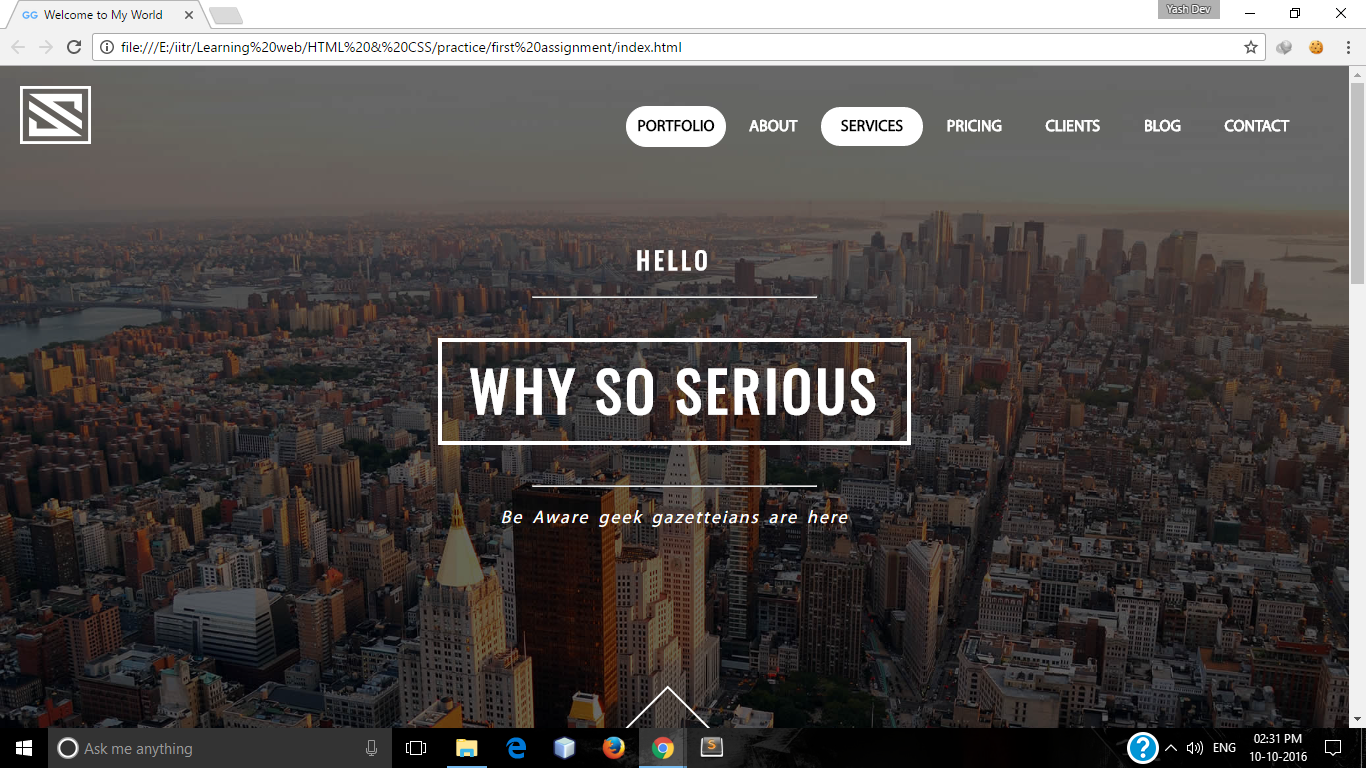 GG Welcome to My World
Yash Dev
file:///E:/iitr/Learning%20web/HTML%20&%20CSS/practice/first%20assignment/index.html
PORTFOLIO ABOUT SERVICES PRICING CLIENTS BLOG CONTACT
HELLO
WHY SO SERIOUS
Be Aware geek gazetteians are here
Ask me anything
ENG
02:31 PM
10-10-2016